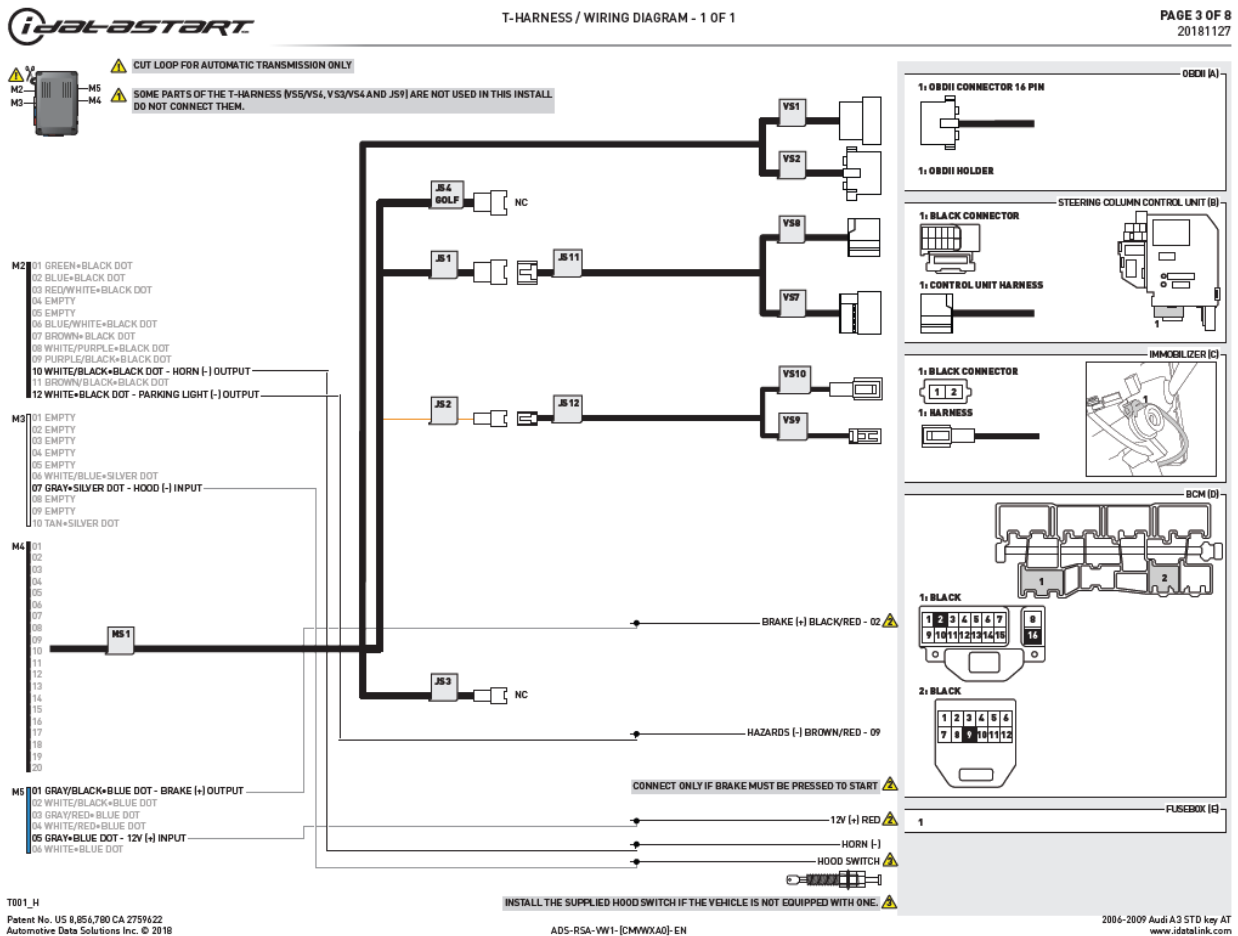 iDATASTART
T-HARNESS / WIRING DIAGRAM - 1 OF 1
PAGE 3 OF 8
20181127
CUT LOOP FOR AUTOMATIC TRANSMISSION ONLY
SOME PARTS OF THE T-HARNESS (VS5/VS6, VS3/VS4 AND JS9) ARE NOT USED IN THIS INSTALL
DO NOT CONNECT THEM.
M2
M3
M5
M4
VS1
VS2
JS4
GOLF
NC
JS1
JS11
VS8
VS7
JS2
JS12
VS10
VS9
M2
01 GREEN•BLACK DOT
02 BLUE•BLACK DOT
03 RED/WHITE•BLACK DOT
04 EMPTY
05 EMPTY
06 BLUE/WHITE•BLACK DOT
07 BROWN•BLACK DOT
08 WHITE/PURPLE•BLACK DOT
09 PURPLE/BLACK•BLACK DOT
10 WHITE/BLACK•BLACK DOT - HORN (-) OUTPUT
11 BROWN/BLACK•BLACK DOT
12 WHITE•BLACK DOT - PARKING LIGHT (-) OUTPUT
M3
01 EMPTY
02 EMPTY
03 EMPTY
04 EMPTY
05 EMPTY
06 WHITE/BLUE•SILVER DOT
07 GRAY•SILVER DOT - HOOD (-) INPUT
08 EMPTY
09 EMPTY
10 TAN•SILVER DOT
M4
01
02
03
04
05
06
07
08
09
10
11
12
13
14
15
16
17
18
19
20
MS1
JS3
NC
M5
01 GRAY/BLACK•BLUE DOT - BRAKE (+) OUTPUT
02 WHITE/BLACK•BLUE DOT
03 GRAY/RED•BLUE DOT
04 WHITE/RED•BLUE DOT
05 GRAY•BLUE DOT - 12V (+) INPUT
06 WHITE•BLUE DOT
BRAKE (+) BLACK/RED - 02 2
HAZARDS (-) BROWN/RED - 09
CONNECT ONLY IF BRAKE MUST BE PRESSED TO START 2
12V (+) RED 2
HORN (-)
HOOD SWITCH 3
INSTALL THE SUPPLIED HOOD SWITCH IF THE VEHICLE IS NOT EQUIPPED WITH ONE. 3
OBDII (A)
1: OBDII CONNECTOR 16 PIN
1: OBDII HOLDER
STEERING COLUMN CONTROL UNIT (B)
1: BLACK CONNECTOR
1: CONTROL UNIT HARNESS
1
IMMOBILIZER (C)
1: BLACK CONNECTOR
1 2
1: HARNESS
1
BCM (D)
1
2
1: BLACK
1 2 3 4 5 6 7 8
9 10 11 12 13 14 15 16
2: BLACK
1 2 3 4 5 6
7 8 9 10 11 12
FUSEBOX (E)
1
T001_H
Patent No. US 8,856,780 CA 2759622
Automotive Data Solutions Inc. © 2018
ADS-RSA-VW1-[CMVWXA0]-EN
2006-2009 Audi A3 STD key AT
www.idatalink.com